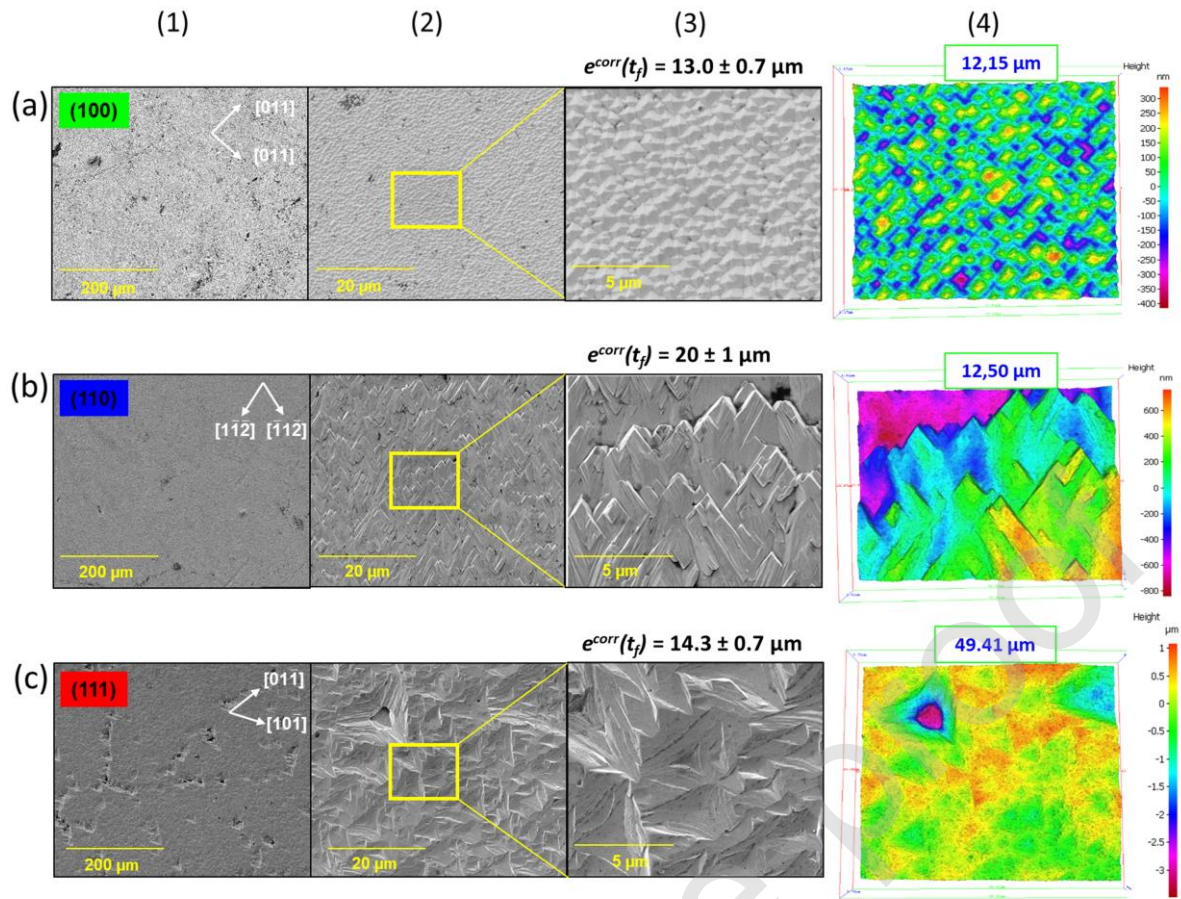 (1) (2) (3) (4)
e^corr(t_f) = 13.0 ± 0.7 µm
12,15 µm
Height
nm
(a)
(100)
[011]
[011̄]
200 µm
20 µm
5 µm
300
250
200
150
100
50
0
-50
-100
-150
-200
-250
-300
-350
-400
e^corr(t_f) = 20 ± 1 µm
12,50 µm
Height
nm
(b)
(110)
[11̄2̄] [11̄2]
200 µm
20 µm
5 µm
600
400
200
0
-200
-400
-600
-800
e^corr(t_f) = 14.3 ± 0.7 µm
49.41 µm
Height
µm
(c)
(111)
[011̄]
[101̄]
200 µm
20 µm
5 µm
1
0.5
0
-0.5
-1
-1.5
-2
-2.5
-3